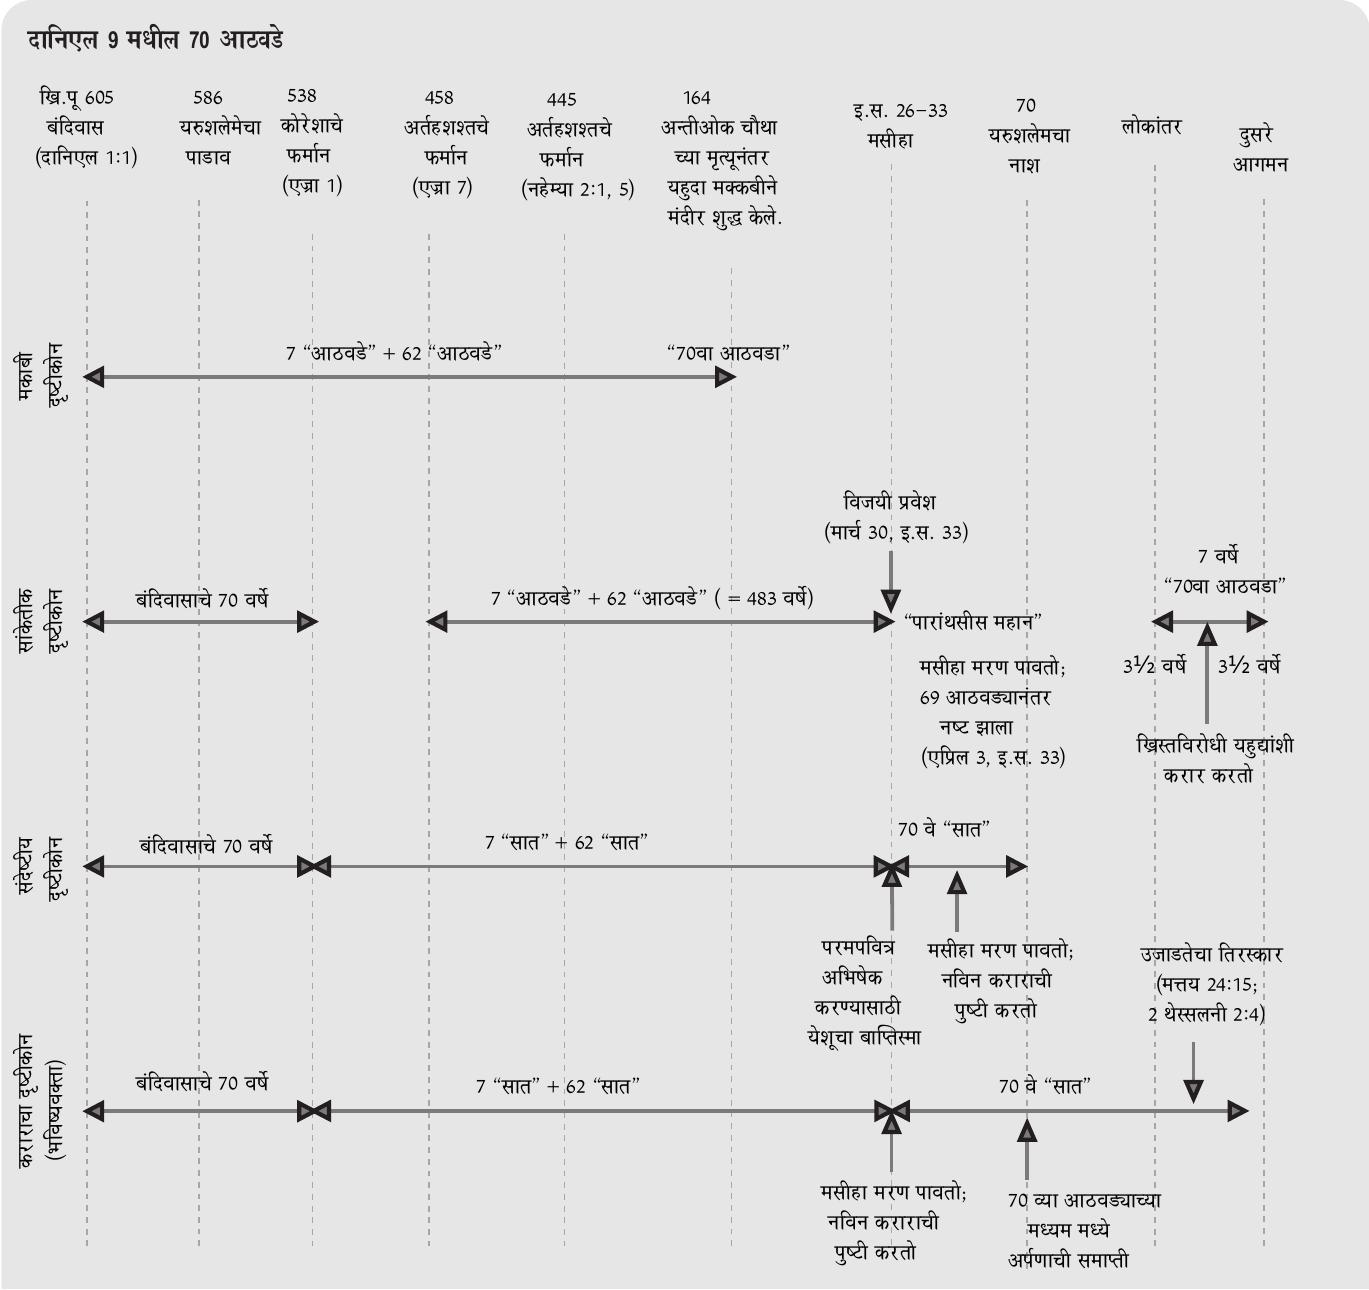 दानिएल 9 मधील 70 आठवडे
ख्रि.पू 605
बंदिवास
(दानिएल 1:1)
586
यरुशलेमेचा
पाडाव
538
कोरेशाचे
फर्मान
(एज्रा 1)
458
अर्तहशश्तचे
फर्मान
(एज्रा 7)
445
अर्तहशश्तचे
फर्मान
(नहेम्या 2:1, 5)
164
अन्तीओक चौथा
च्या मृत्यूनंतर
यहुदा मक्कबीने
मंदीर शुद्ध केले.
इ.स. 26–33
मसीहा
70
यरुशलेमचा
नाश
लोकांतर
दुसरे
आगमन
मकाबी
दृष्टीकोन
7 “आठवडे” + 62 “आठवडे”
“70वा आठवडा”
सांकेतीक
दृष्टीकोन
बंदिवासाचे 70 वर्षे
7 “आठवडे” + 62 “आठवडे” ( = 483 वर्षे)
विजयी प्रवेश
(मार्च 30, इ.स. 33)
“पारांथसीस महान”
मसीहा मरण पावतो;
69 आठवड्यानंतर
नष्ट झाला
(एप्रिल 3, इ.स. 33)
7 वर्षे
“70वा आठवडा”
3½ वर्षे
3½ वर्षे
ख्रिस्तविरोधी यहुद्यांशी
करार करतो
संदेष्टीय
दृष्टीकोन
बंदिवासाचे 70 वर्षे
7 “सात” + 62 “सात”
70 वे “सात”
परमपवित्र
अभिषेक
करण्यासाठी
येशूचा बाप्तिस्मा
मसीहा मरण पावतो;
नविन कराराची
पुष्टी करतो
कराराचा दृष्टीकोन
(भविष्यवक्ता)
बंदिवासाचे 70 वर्षे
7 “सात” + 62 “सात”
70 वे “सात”
उजाडतेचा तिरस्कार
(मत्तय 24:15;
2 थेस्सलनी 2:4)
मसीहा मरण पावतो;
नविन कराराची
पुष्टी करतो
70 व्या आठवड्याच्या
मध्यम मध्ये
अर्पणाची समाप्ती